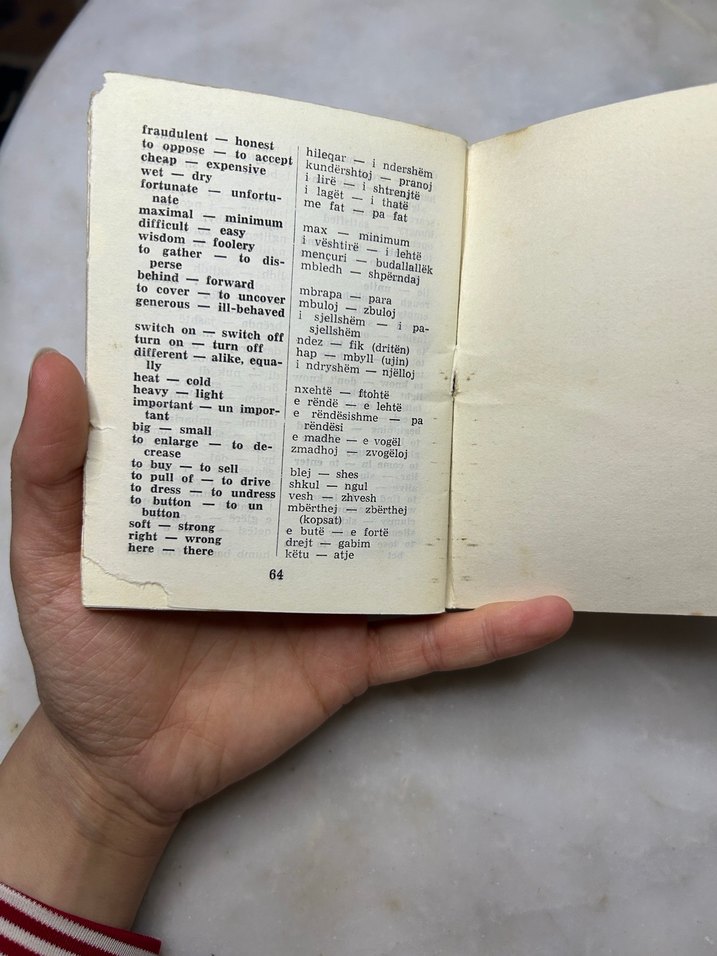 fraudulent — honest
to oppose — to accept
cheap — expensive
wet — dry
fortunate — unfortu-
nate
maximal — minimum
difficult — easy
wisdom — foolery
to gather — to dis-
perse
behind — forward
to cover — to uncover
generous — ill-behaved
switch on — switch off
turn on — turn off
different — alike, equa-
lly
heat — cold
heavy — light
important — un impor-
tant
big — small
to enlarge — to de-
crease
to buy — to sell
to pull of — to drive
to dress — to undress
to button — to un
button
soft — strong
right — wrong
here — there
hileqar — i ndershëm
kundërshtoj — pranoj
i lirë — i shtrenjtë
i lagët — i thatë
me fat — pa fat
max — minimum
i vështirë — i lehtë
mençuri — budallallëk
mbledh — shpërndaj
mbrapa — para
mbuloj — zbuloj
i sjellshëm — i pa-
sjellshëm
ndez — fik (dritën)
hap — mbyll (ujin)
i ndryshëm — njëlloj
nxehtë — ftohtë
e rëndë — e lehtë
e rëndësishme — pa
rëndësi
e madhe — e vogël
zmadhoj — zvogëloj
blej — shes
shkul — ngul
vesh — zhvesh
mbërthej — zbërthej
(kopsat)
e butë — e fortë
drejt — gabim
këtu — atje
64